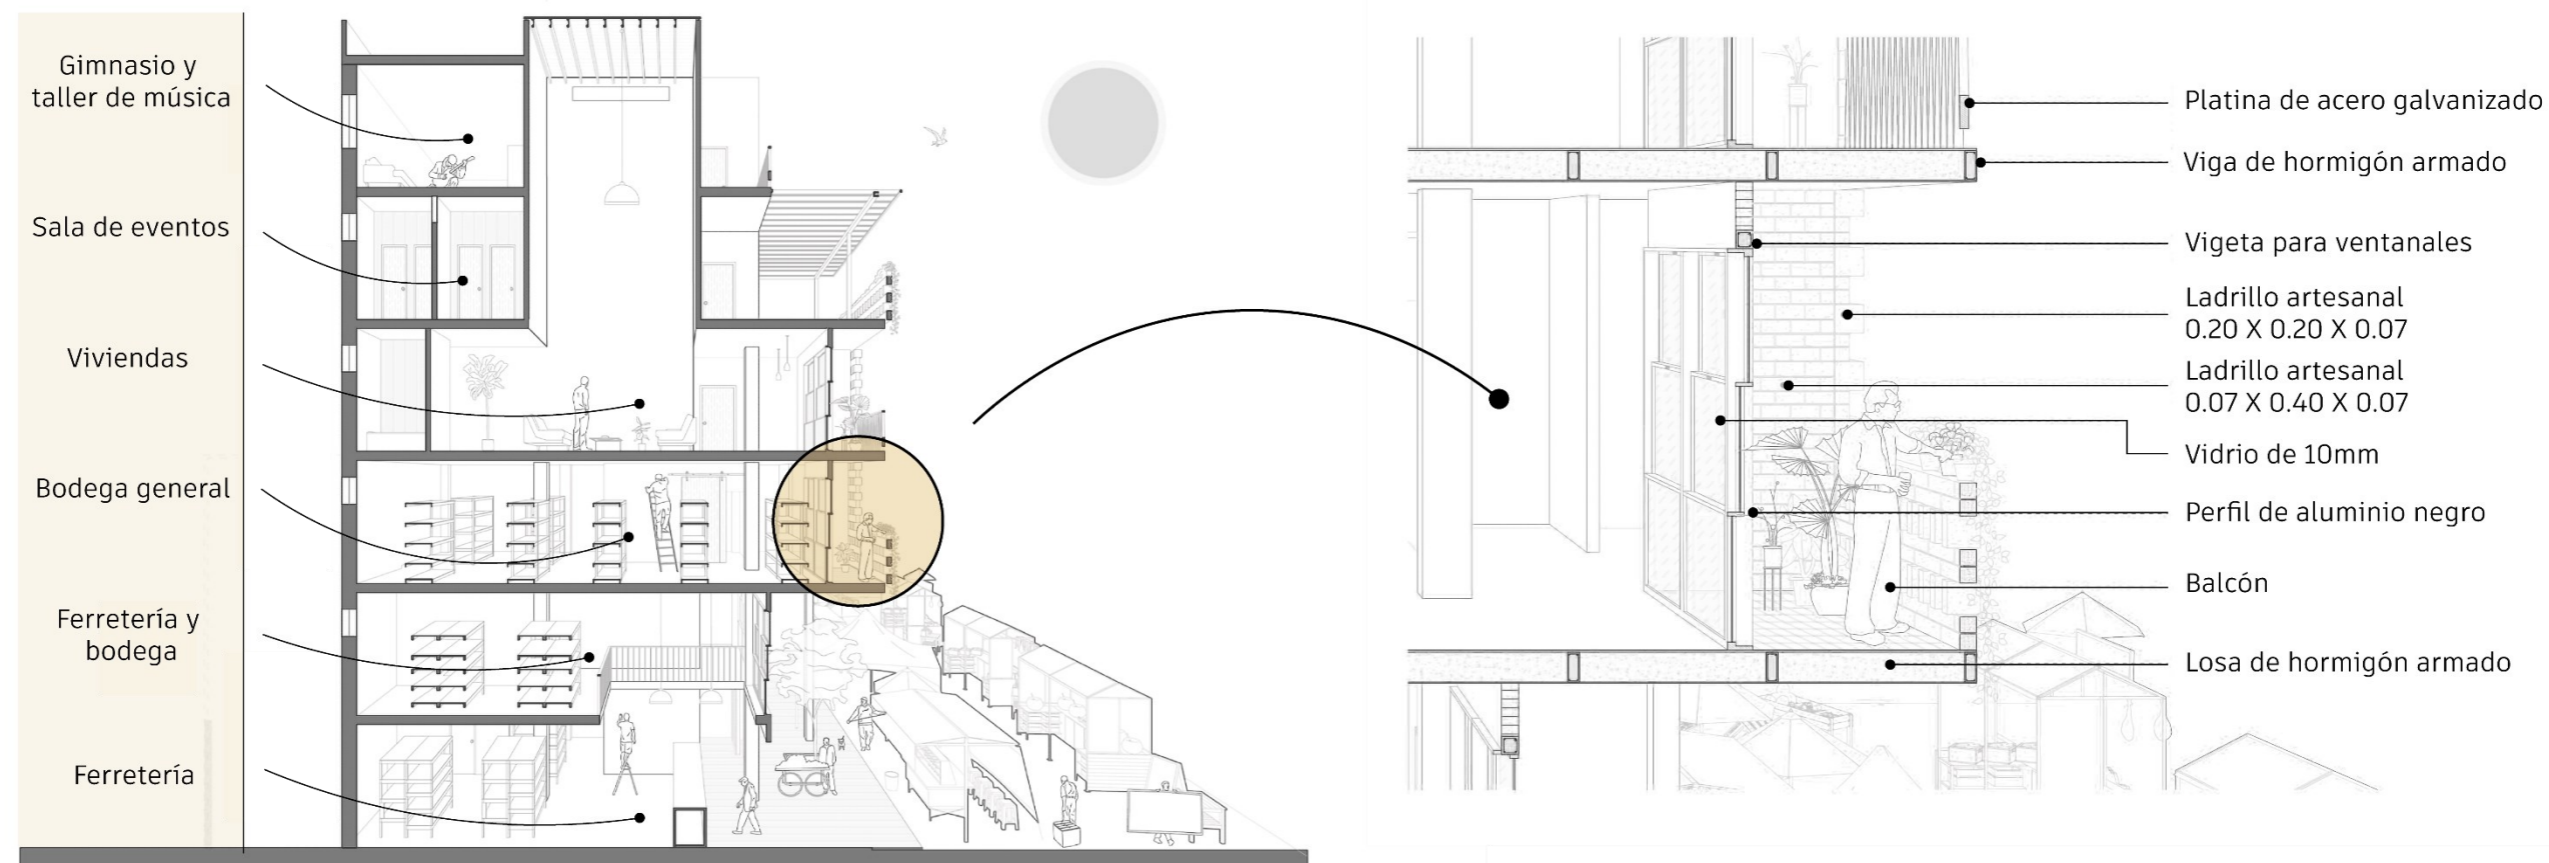 Gimnasio y
taller de música
Sala de eventos
Viviendas
Bodega general
Ferretería y
bodega
Ferretería
Platina de acero galvanizado
Viga de hormigón armado
Vigeta para ventanales
Ladrillo artesanal
0.20 X 0.20 X 0.07
Ladrillo artesanal
0.07 X 0.40 X 0.07
Vidrio de 10mm
Perfil de aluminio negro
Balcón
Losa de hormigón armado